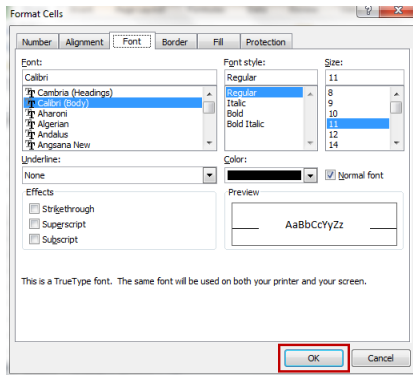 Format Cells
Number Alignment Font Border Fill Protection
Font: Font style: Size:
Calibri Regular 11
Cambria (Headings) Regular 8
Calibri (Body) Italic 9
Aharoni Bold 10
Algerian Bold Italic 11
Andalus 12
Angsana New 14
Underline: Color:
None Normal font
Effects Preview
Strikethrough
Superscript AaBbCcYyZz
Subscript
This is a TrueType font. The same font will be used on both your printer and your screen.
OK Cancel